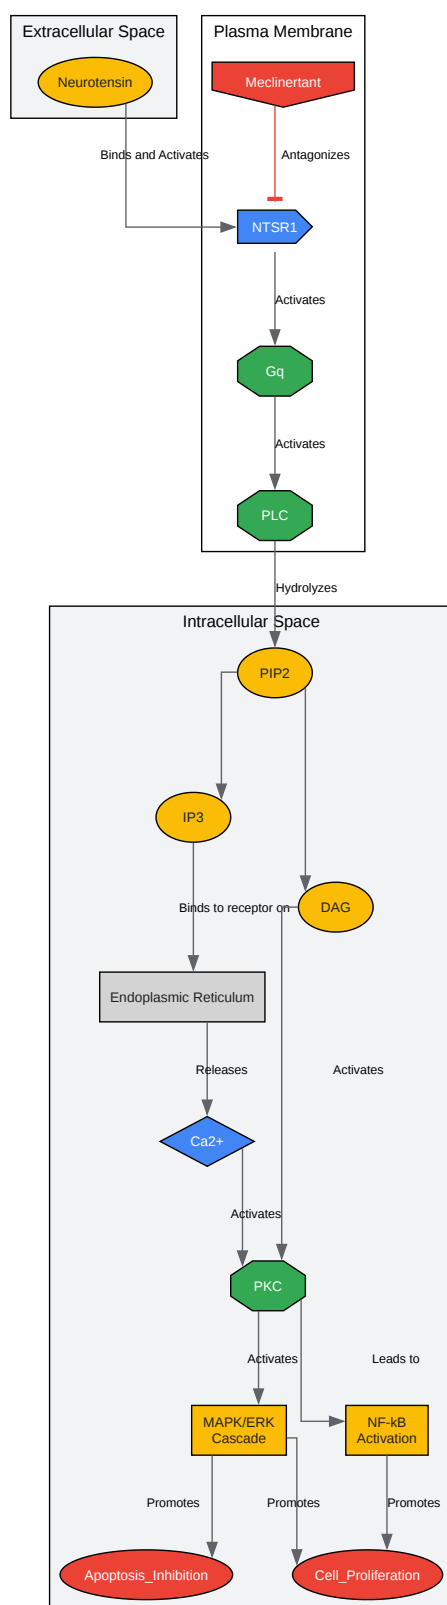 Extracellular Space
Plasma Membrane
Neurotensin
Meclinertant
Binds and Activates
Antagonizes
NTSR1
Activates
Gq
Activates
PLC
Hydrolyzes
Intracellular Space
PIP2
IP3
Binds to receptor on
DAG
Endoplasmic Reticulum
Releases
Activates
Ca2+
Activates
PKC
Activates
Leads to
MAPK/ERK
Cascade
NF-kB
Activation
Promotes
Promotes
Promotes
Apoptosis_Inhibition
Cell_Proliferation